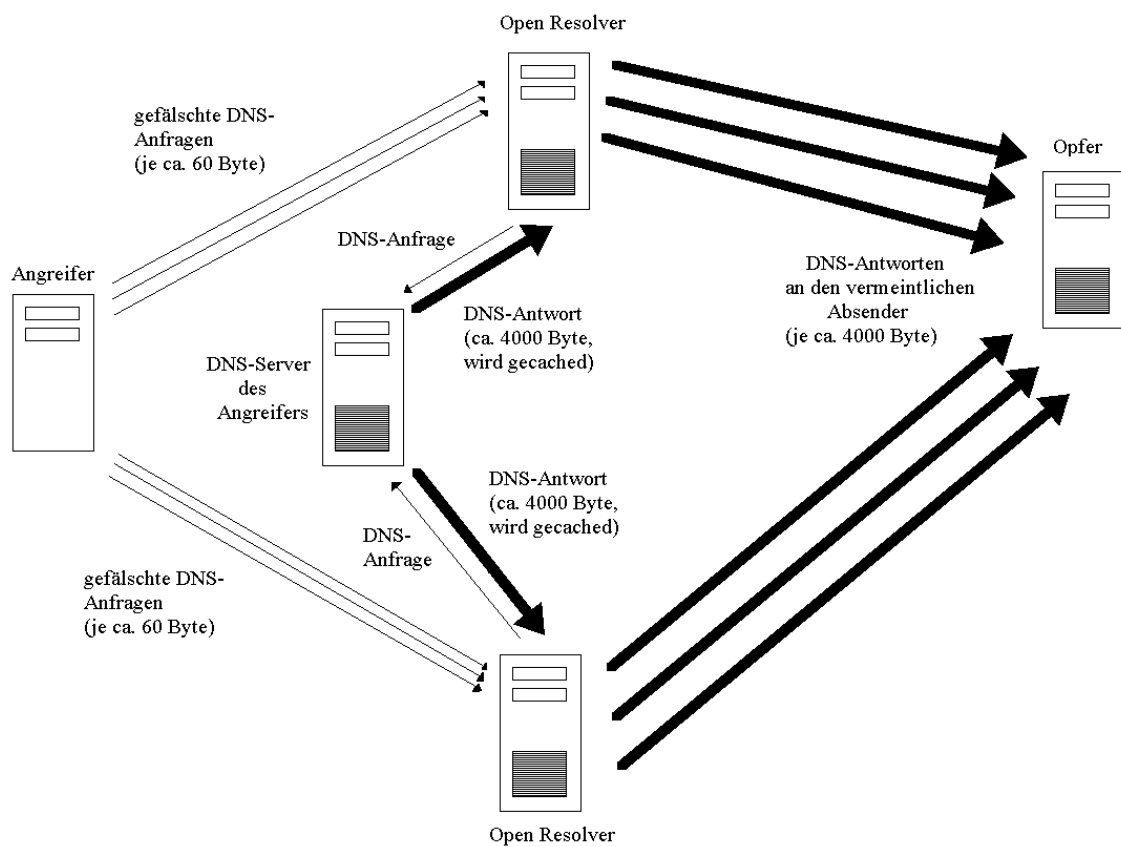 Open Resolver
gefälschte DNS-
Anfragen
(je ca. 60 Byte)
Opfer
DNS-Anfrage
Angreifer
DNS-Antworten
an den vermeintlichen
Absender
(je ca. 4000 Byte)
DNS-Antwort
(ca. 4000 Byte,
wird gecached)
DNS-Server
des
Angreifers
DNS-Antwort
(ca. 4000 Byte,
wird gecached)
DNS-
Anfrage
gefälschte DNS-
Anfragen
(je ca. 60 Byte)
Open Resolver